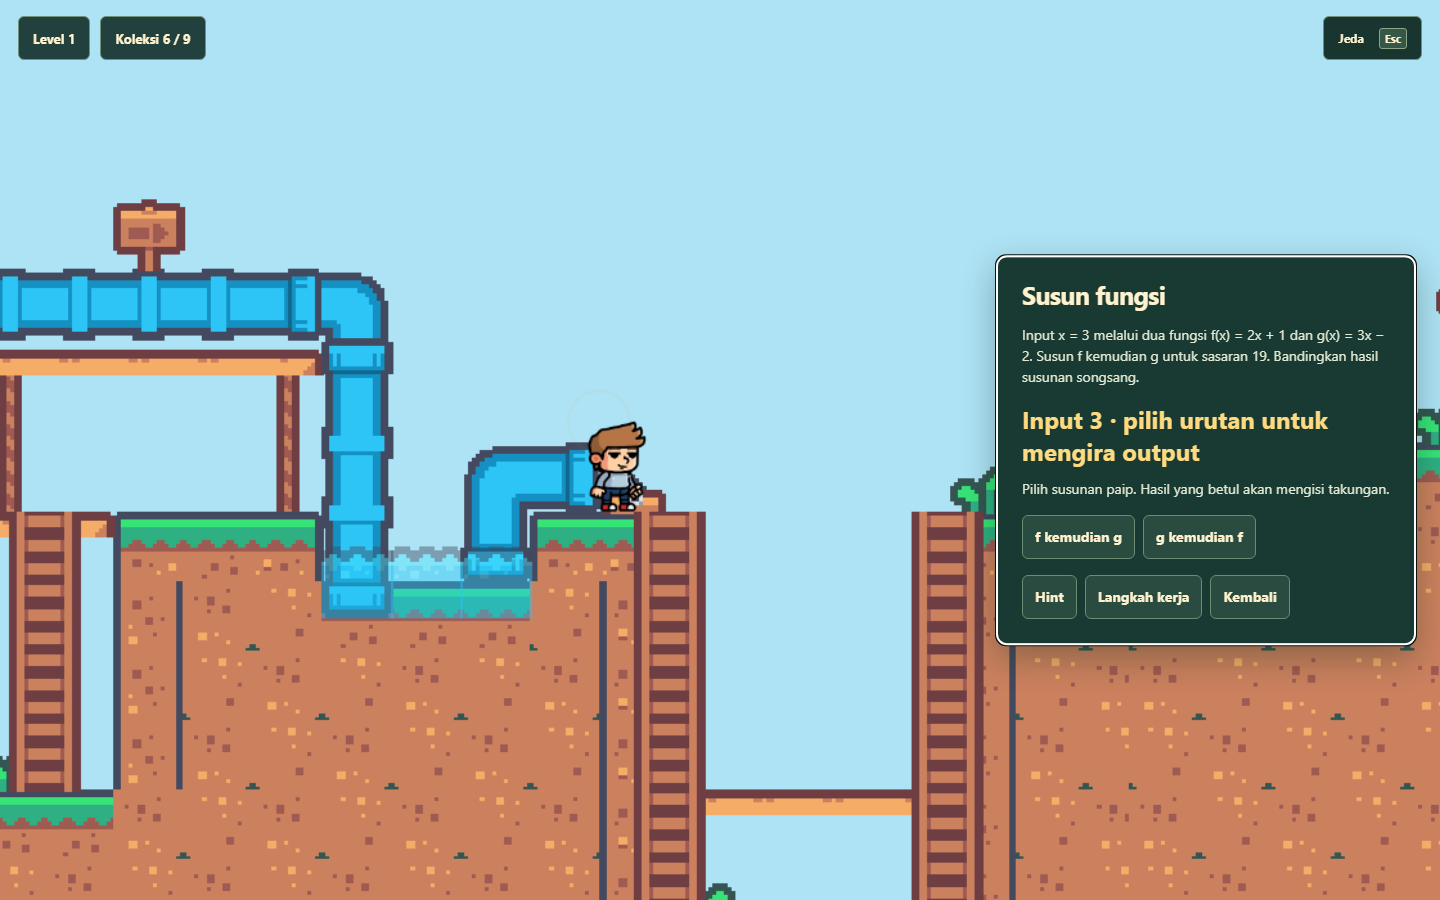 Level 1
Koleksi 6 / 9
Jeda Esc
Susun fungsi
Input x = 3 melalui dua fungsi f(x) = 2x + 1 dan g(x) = 3x −
2. Susun f kemudian g untuk sasaran 19. Bandingkan hasil
susunan songsang.
Input 3 · pilih urutan untuk
mengira output
Pilih susunan paip. Hasil yang betul akan mengisi takungan.
f kemudian g
g kemudian f
Hint
Langkah kerja
Kembali